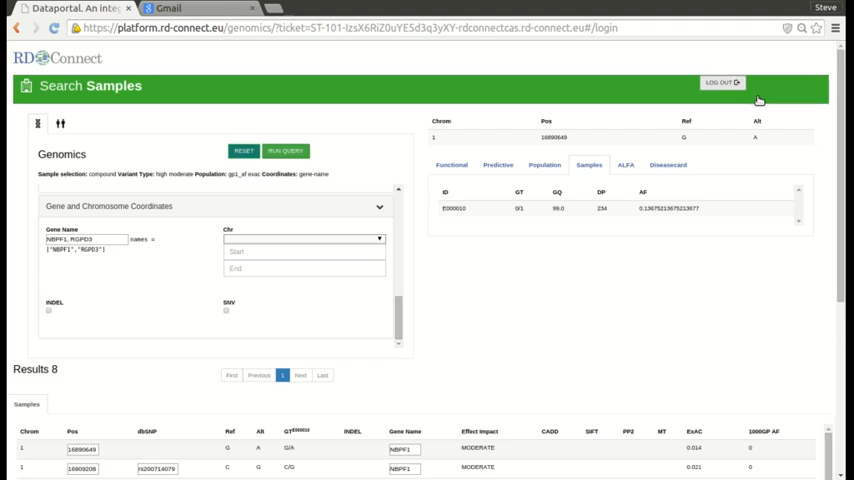 Dataportal. An integ
Gmail
Steve
https://platform.rd-connect.eu/genomics/?ticket=ST-101-IzsX6RiZ0uYESd3q3yXY-rdconnectcas.rd-connect.eu#/login
RD Connect
Search Samples
LOG OUT
Chrom Pos Ref Alt
1 16890649 G A
Genomics
RESET
RUN QUERY
Functional Predictive Population Samples ALFA Diseasecard
Sample selection: compound Variant Type: high moderate Population: gp1_af exac Coordinates: gene-name
ID GT GQ DP AF
E000010 0/1 99.0 234 0.13675213675213677
Gene and Chromosome Coordinates
Gene Name
NBPF1, RGPD3 names =
["NBPF1","RGPD3"]
Chr
Start
End
INDEL SNV
Results 8
First Previous 1 Next Last
Samples
Chrom Pos dbSNP Ref Alt GT E000010 INDEL Gene Name Effect Impact CADD SIFT PP2 MT ExAC 1000GP AF
1 16890649 G A G/A NBPF1 MODERATE 0.014 0
1 16909208 rs200714079 C G C/G NBPF1 MODERATE 0.021 0